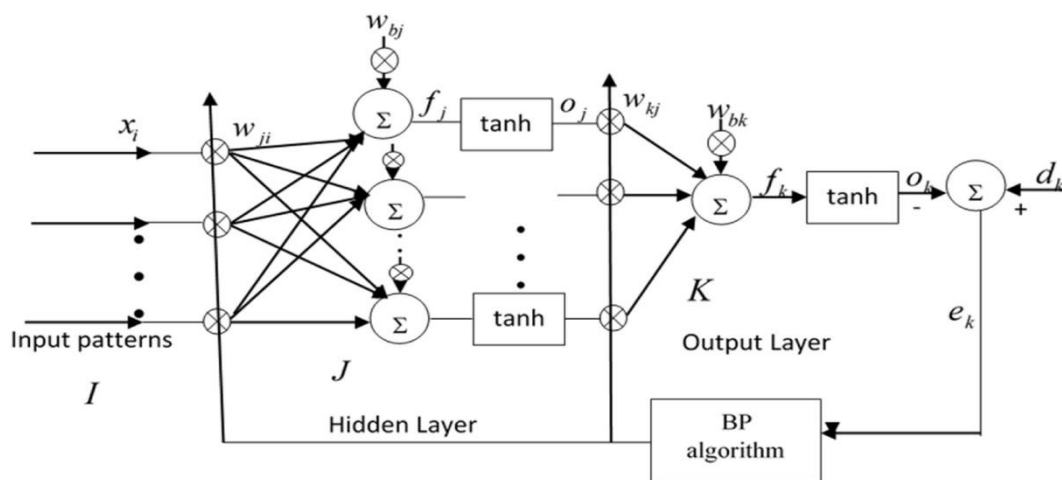 w_bj
x_i
w_ji
Σ
f_j
tanh
o_j
w_kj
w_bk
Σ
Σ
f_k
tanh
o_k
-
Σ
d_k
+
Σ
tanh
K
e_k
Input patterns
I
J
Output Layer
Hidden Layer
BP
algorithm